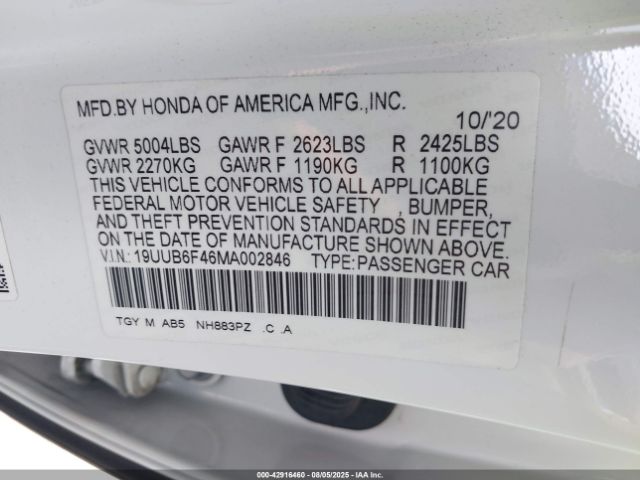 MFD.BY HONDA OF AMERICA MFG.,INC.
10/'20
GVWR 5004LBS GAWR F 2623LBS R 2425LBS
GVWR 2270KG GAWR F 1190KG R 1100KG
THIS VEHICLE CONFORMS TO ALL APPLICABLE
FEDERAL MOTOR VEHICLE SAFETY , BUMPER,
AND THEFT PREVENTION STANDARDS IN EFFECT
ON THE DATE OF MANUFACTURE SHOWN ABOVE.
V.I.N.: 19UUB6F46MA002846 TYPE:PASSENGER CAR
TGY M AB5 NH883PZ .C .A
000-42916460 - 08/05/2025 - IAAI.COM